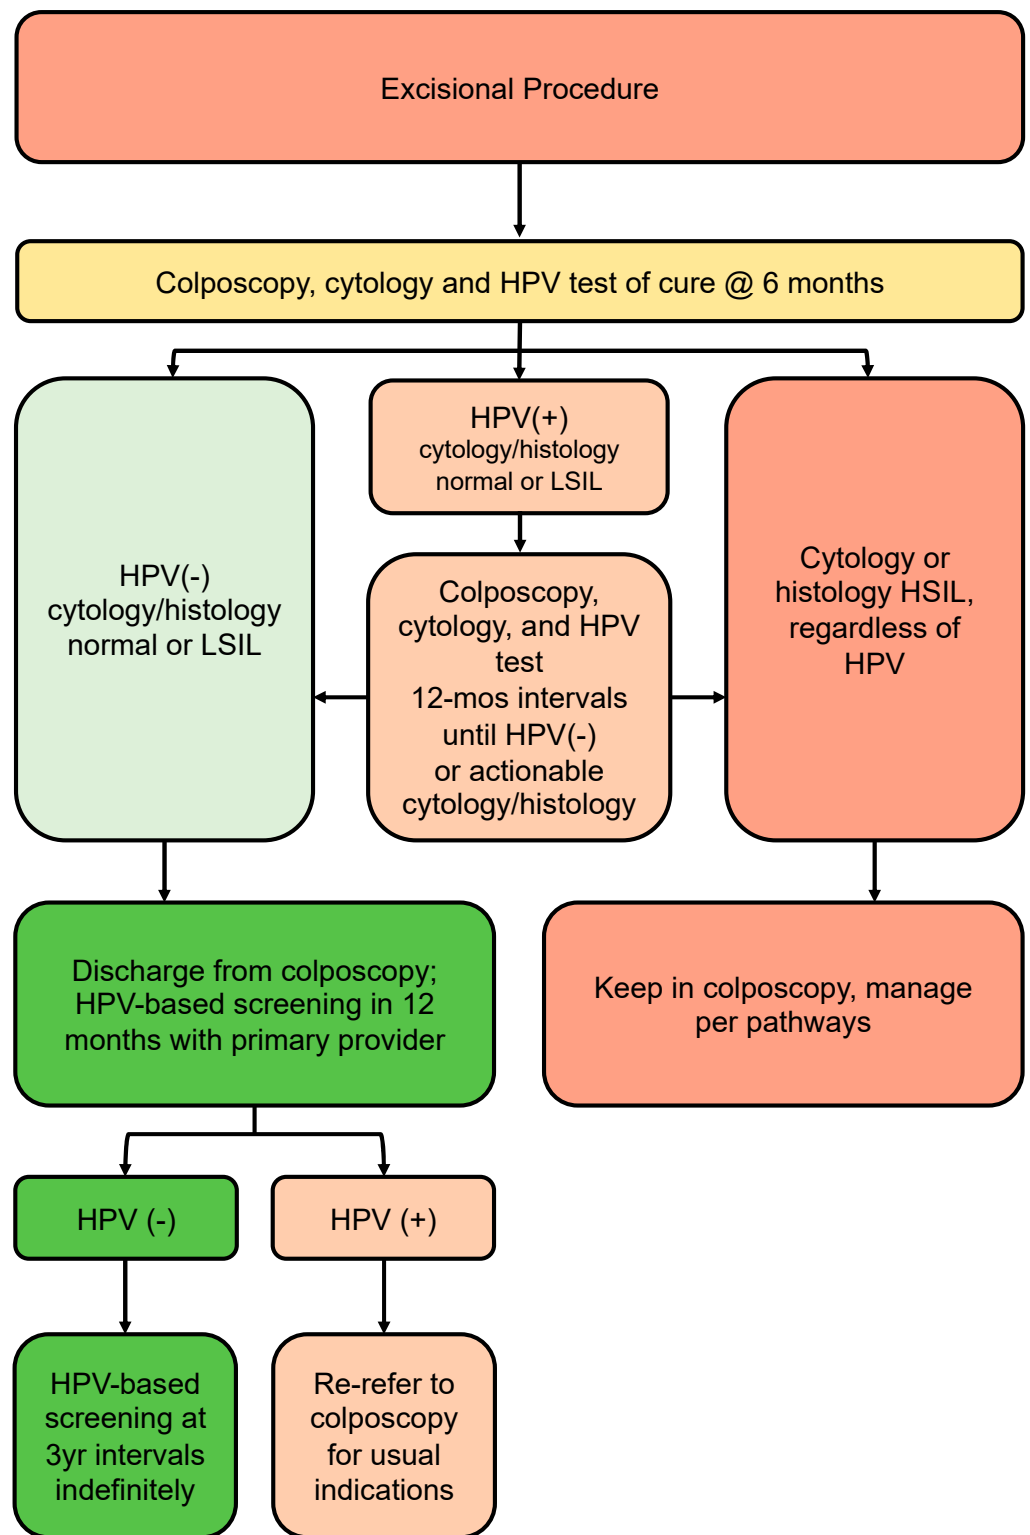 Excisional Procedure
Colposcopy, cytology and HPV test of cure @ 6 months
HPV(-)
cytology/histology
normal or LSIL
HPV(+)
cytology/histology
normal or LSIL
Colposcopy,
cytology, and HPV
test
12-mos intervals
until HPV(-)
or actionable
cytology/histology
Cytology or
histology HSIL,
regardless of
HPV
Discharge from colposcopy;
HPV-based screening in 12
months with primary provider
Keep in colposcopy, manage
per pathways
HPV (-)
HPV (+)
HPV-based
screening at
3yr intervals
indefinitely
Re-refer to
colposcopy
for usual
indications